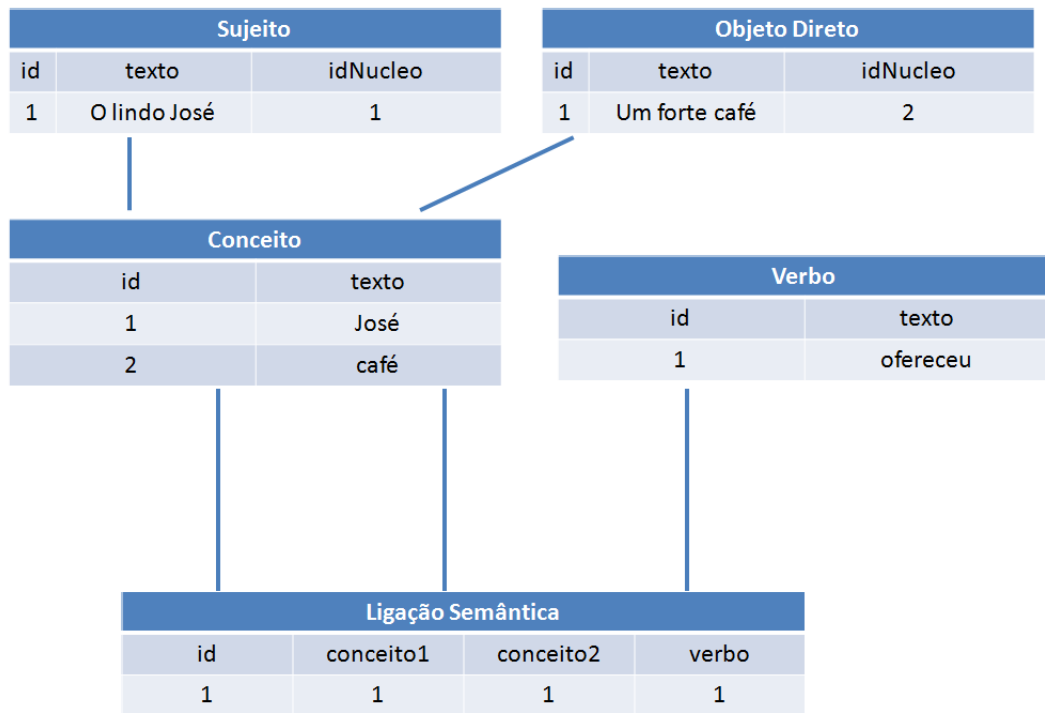 Sujeito
id texto idNucleo
1 O lindo José 1
Objeto Direto
id texto idNucleo
1 Um forte café 2
Conceito
id texto
1 José
2 café
Verbo
id texto
1 ofereceu
Ligação Semântica
id conceito1 conceito2 verbo
1 1 1 1